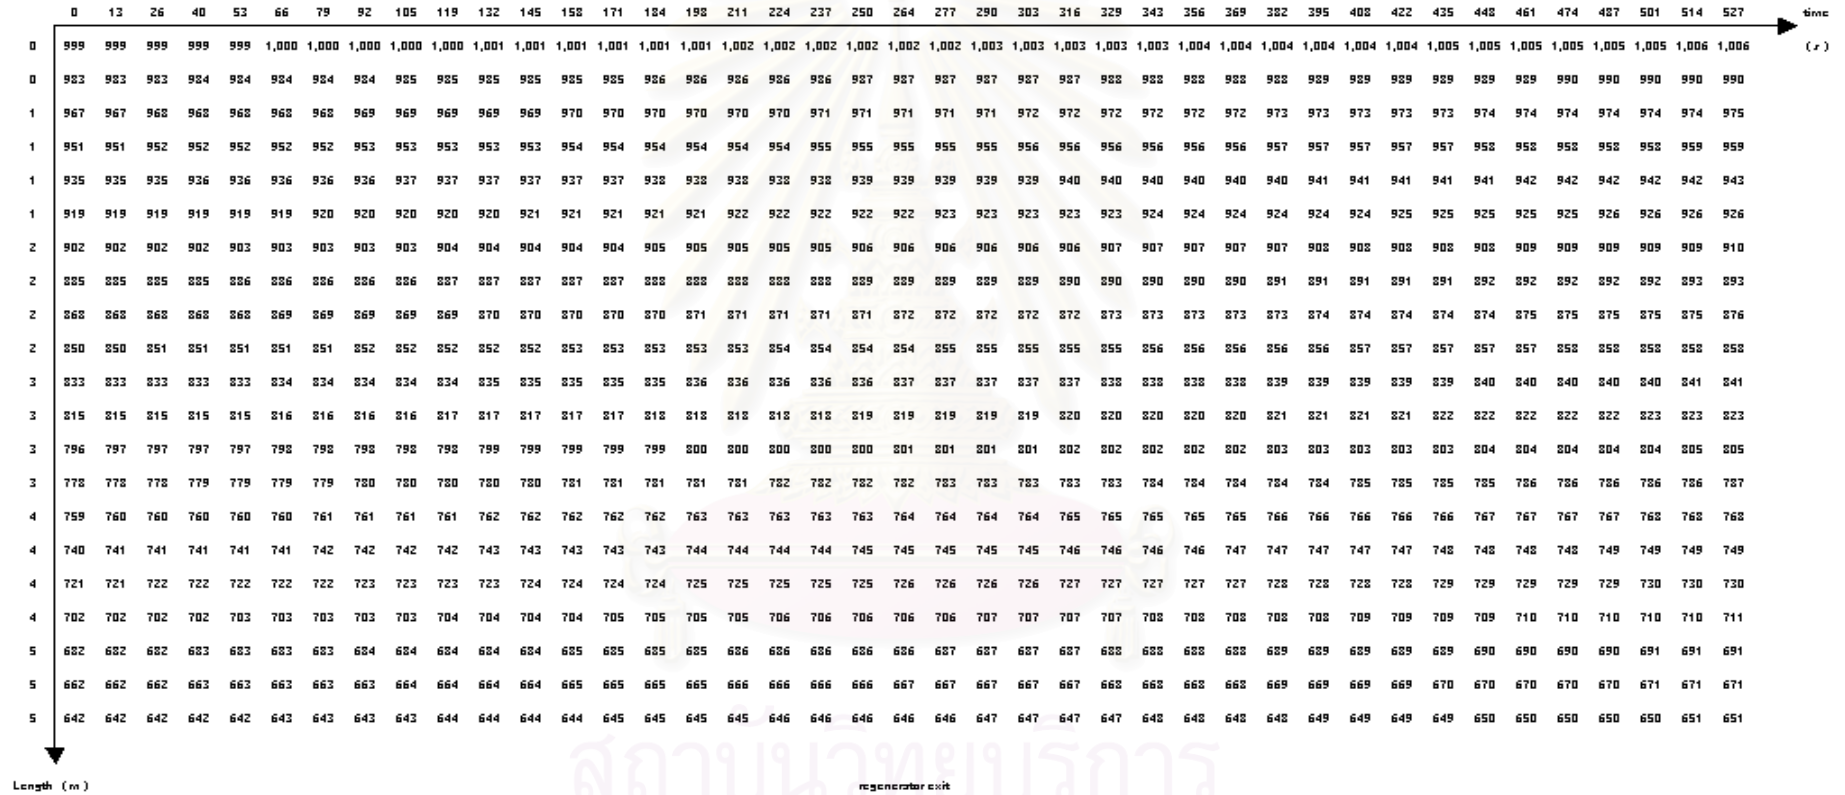 0 13 26 40 53 66 79 92 105 119 132 145 158 171 184 198 211 224 237 250 264 277 290 303 316 329 343 356 369 382 395 408 422 435 448 461 474 487 501 514 527 time
0 999 999 999 999 999 1,000 1,000 1,000 1,000 1,000 1,001 1,001 1,001 1,001 1,001 1,001 1,002 1,002 1,002 1,002 1,002 1,002 1,003 1,003 1,003 1,003 1,003 1,004 1,004 1,004 1,004 1,004 1,004 1,005 1,005 1,005 1,005 1,005 1,005 1,006 1,006 (s)
0 983 983 983 984 984 984 984 984 985 985 985 985 985 985 986 986 986 986 986 987 987 987 987 987 987 988 988 988 988 988 989 989 989 989 989 989 990 990 990 990 990
1 967 967 968 968 968 968 968 969 969 969 969 969 970 970 970 970 970 970 971 971 971 971 971 972 972 972 972 972 972 973 973 973 973 973 974 974 974 974 974 974 975
1 951 951 952 952 952 952 952 953 953 953 953 953 954 954 954 954 954 954 955 955 955 955 955 956 956 956 956 956 956 957 957 957 957 957 958 958 958 958 958 959 959
1 935 935 935 936 936 936 936 936 937 937 937 937 937 937 938 938 938 938 938 939 939 939 939 939 940 940 940 940 940 940 941 941 941 941 941 942 942 942 942 942 943
1 919 919 919 919 919 919 920 920 920 920 920 921 921 921 921 921 922 922 922 922 922 923 923 923 923 923 924 924 924 924 924 924 925 925 925 925 925 926 926 926 926
2 902 902 902 902 903 903 903 903 903 904 904 904 904 904 905 905 905 905 905 906 906 906 906 906 906 907 907 907 907 907 908 908 908 908 908 909 909 909 909 909 910
2 885 885 885 885 886 886 886 886 886 887 887 887 887 887 888 888 888 888 888 889 889 889 889 889 890 890 890 890 890 891 891 891 891 891 892 892 892 892 892 893 893
2 868 868 868 868 868 869 869 869 869 869 870 870 870 870 870 871 871 871 871 871 872 872 872 872 872 873 873 873 873 873 874 874 874 874 874 875 875 875 875 875 876
2 850 850 851 851 851 851 851 852 852 852 852 852 853 853 853 853 853 854 854 854 854 855 855 855 855 855 856 856 856 856 856 857 857 857 857 857 858 858 858 858 858
3 833 833 833 833 833 834 834 834 834 834 835 835 835 835 835 836 836 836 836 836 837 837 837 837 837 838 838 838 838 839 839 839 839 839 840 840 840 840 840 841 841
3 815 815 815 815 815 816 816 816 816 817 817 817 817 817 818 818 818 818 818 819 819 819 819 819 820 820 820 820 820 821 821 821 821 822 822 822 822 822 823 823 823
3 796 797 797 797 797 798 798 798 798 798 799 799 799 799 799 800 800 800 800 800 801 801 801 801 802 802 802 802 802 803 803 803 803 803 804 804 804 804 804 805 805
3 778 778 778 779 779 779 779 780 780 780 780 780 781 781 781 781 781 782 782 782 782 783 783 783 783 783 784 784 784 784 784 785 785 785 785 786 786 786 786 786 787
4 759 760 760 760 760 760 761 761 761 761 762 762 762 762 762 763 763 763 763 763 764 764 764 764 765 765 765 765 765 766 766 766 766 766 767 767 767 767 768 768 768
4 740 741 741 741 741 741 742 742 742 742 743 743 743 743 743 744 744 744 744 745 745 745 745 745 746 746 746 746 747 747 747 747 747 748 748 748 748 749 749 749 749
4 721 721 722 722 722 722 722 723 723 723 723 724 724 724 724 725 725 725 725 725 726 726 726 726 727 727 727 727 727 728 728 728 728 729 729 729 729 729 730 730 730
4 702 702 702 702 703 703 703 703 703 704 704 704 704 705 705 705 705 706 706 706 706 706 707 707 707 707 708 708 708 708 708 709 709 709 709 710 710 710 710 710 711
5 682 682 682 683 683 683 683 684 684 684 684 684 685 685 685 685 686 686 686 686 686 687 687 687 687 688 688 688 688 689 689 689 689 689 690 690 690 690 691 691 691
5 662 662 662 663 663 663 663 663 664 664 664 664 665 665 665 665 666 666 666 666 667 667 667 667 667 668 668 668 668 669 669 669 669 670 670 670 670 670 671 671 671
5 642 642 642 642 642 643 643 643 643 644 644 644 644 645 645 645 645 646 646 646 646 646 647 647 647 647 648 648 648 648 649 649 649 649 650 650 650 650 650 651 651
สถาบันวิทยบริการ
Length (m) regenerator exit